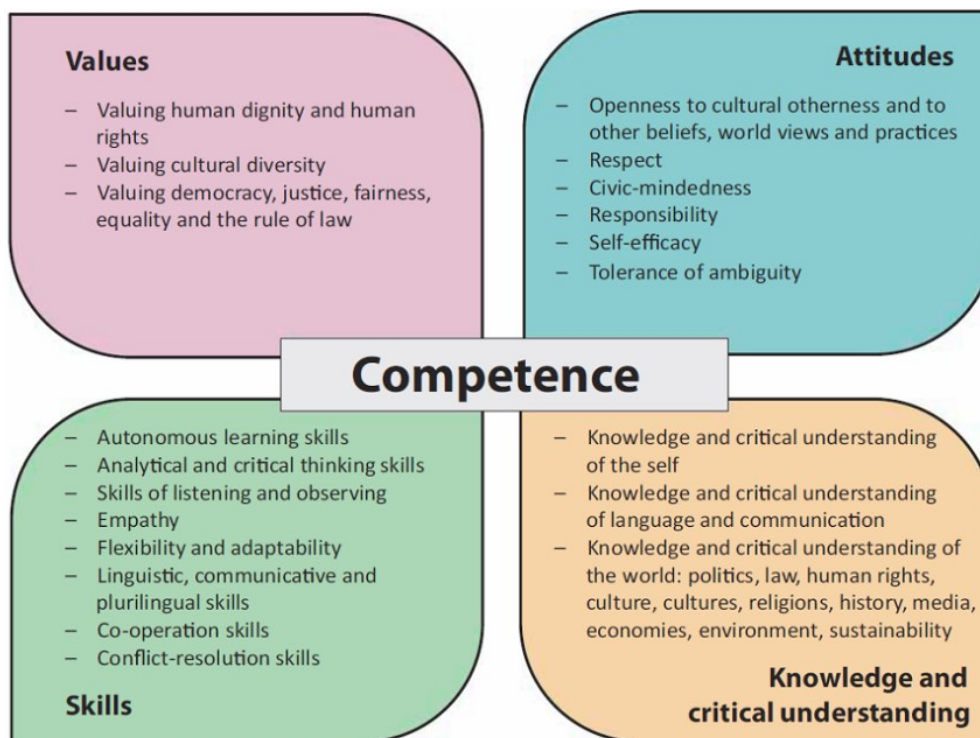 Values
– Valuing human dignity and human
rights
– Valuing cultural diversity
– Valuing democracy, justice, fairness,
equality and the rule of law
Attitudes
– Openness to cultural otherness and to
other beliefs, world views and practices
– Respect
– Civic-mindedness
– Responsibility
– Self-efficacy
– Tolerance of ambiguity
Competence
– Autonomous learning skills
– Analytical and critical thinking skills
– Skills of listening and observing
– Empathy
– Flexibility and adaptability
– Linguistic, communicative and
plurilingual skills
– Co-operation skills
– Conflict-resolution skills
Skills
– Knowledge and critical understanding
of the self
– Knowledge and critical understanding
of language and communication
– Knowledge and critical understanding of
the world: politics, law, human rights,
culture, cultures, religions, history, media,
economies, environment, sustainability
Knowledge and
critical understanding